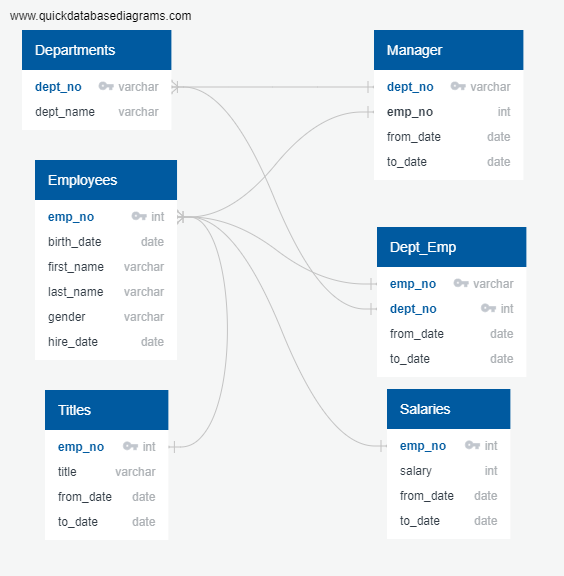 www.quickdatabasediagrams.com
Departments
dept_no varchar
dept_name varchar
Manager
dept_no varchar
emp_no int
from_date date
to_date date
Employees
emp_no int
birth_date date
first_name varchar
last_name varchar
gender varchar
hire_date date
Dept_Emp
emp_no varchar
dept_no int
from_date date
to_date date
Titles
emp_no int
title varchar
from_date date
to_date date
Salaries
emp_no int
salary int
from_date date
to_date date